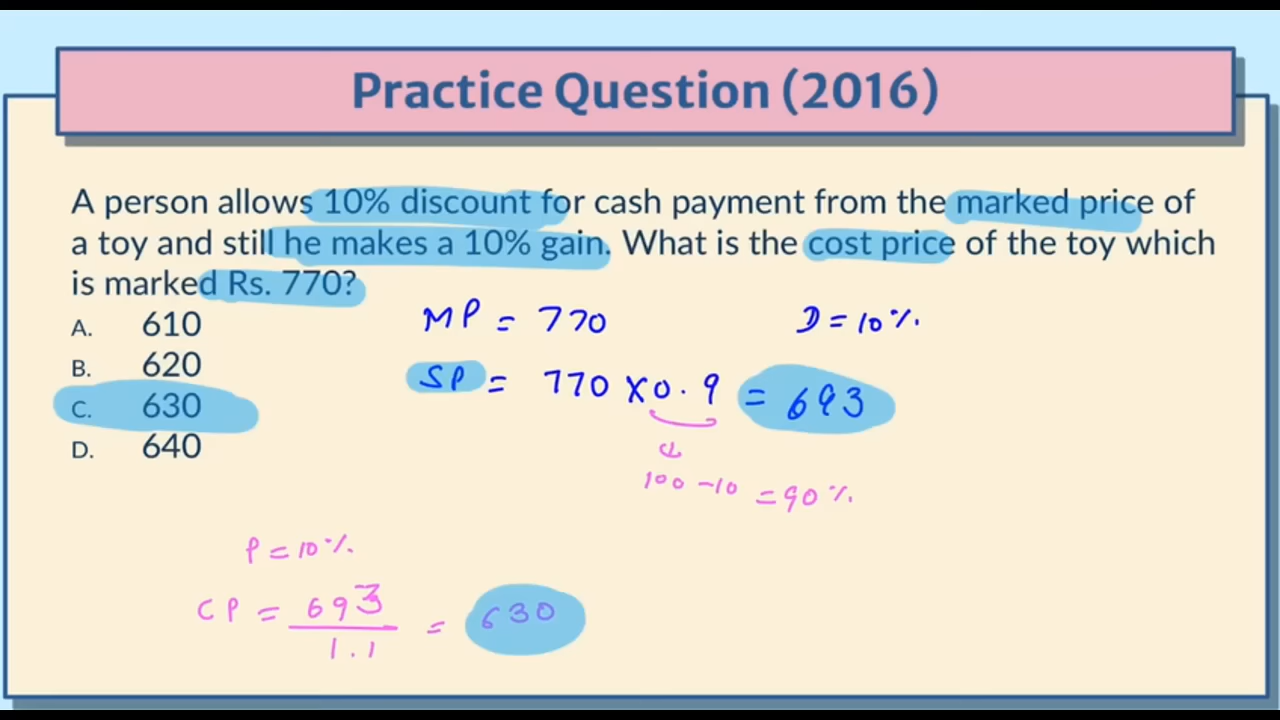 Practice Question (2016)
A person allows 10% discount for cash payment from the marked price of
a toy and still he makes a 10% gain. What is the cost price of the toy which
is marked Rs. 770?
A. 610
B. 620
C. 630
D. 640
MP = 770
D = 10%
SP = 770 × 0.9 = 693
100 - 10 = 90%
P = 10%
CP = 693 / 1.1 = 630